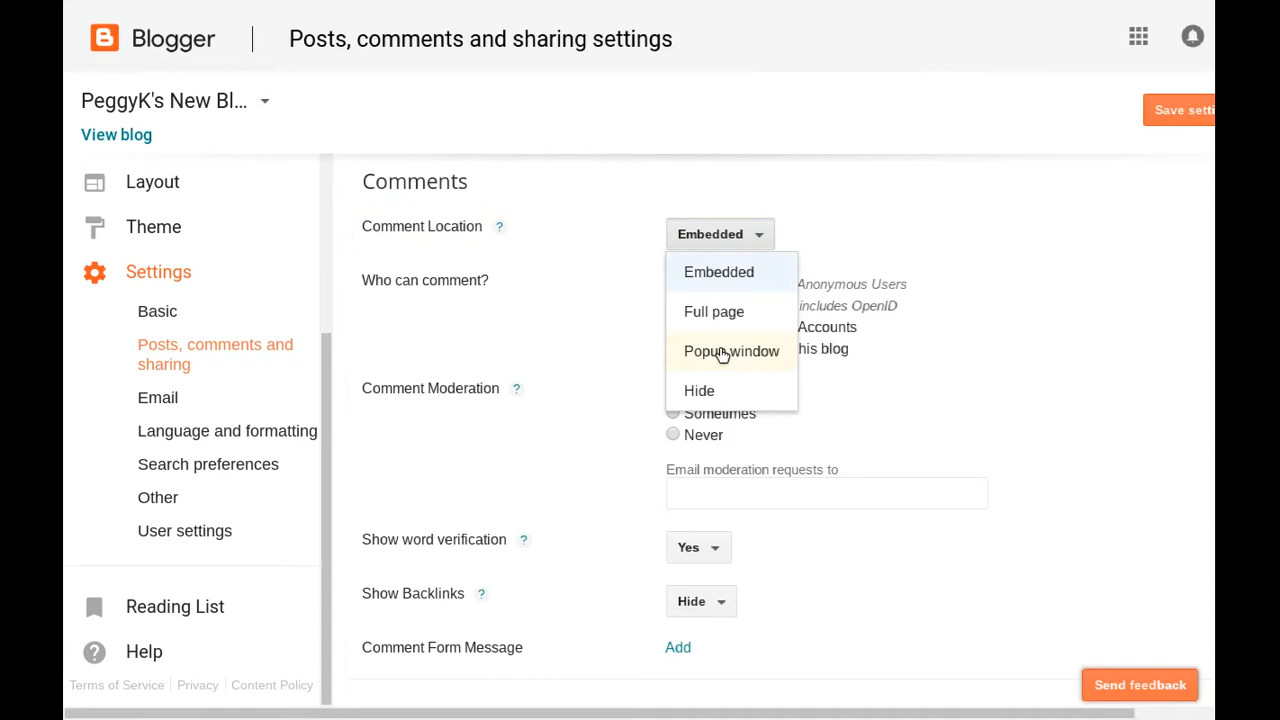 Blogger
Posts, comments and sharing settings
PeggyK's New Bl...
View blog
Save setti
Layout
Theme
Settings
Basic
Posts, comments and
sharing
Email
Language and formatting
Search preferences
Other
User settings
Reading List
Help
Terms of Service
Privacy
Content Policy
Comments
Comment Location ?
Embedded
Embedded
Full page
Popup window
Hide
Who can comment?
Anonymous Users
includes OpenID
Accounts
this blog
Comment Moderation ?
Sometimes
Never
Email moderation requests to
Show word verification ?
Yes
Show Backlinks ?
Hide
Comment Form Message
Add
Send feedback